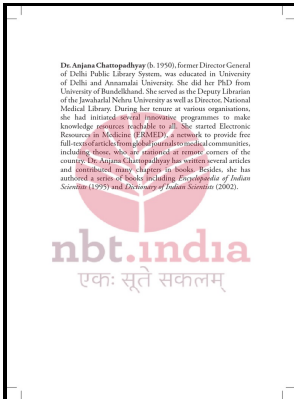 Dr. Anjana Chattopadhyay (b. 1950), former Director General
of Delhi Public Library System, was educated in University
of Delhi and Annamalai University. She did her PhD from
University of Bundelkhand. She served as the Deputy Librarian
of the Jawaharlal Nehru University as well as Director, National
Medical Library. During her tenure at various organisations,
she had initiated several innovative programmes to make
knowledge resources reachable to all. She started Electronic
Resources in Medicine (ERMED), a network to provide free
full-texts of articles from global journals to medical communities,
including those, who are stationed at remote corners of the
country. Dr. Anjana Chattopadhyay has written several articles
and contributed many chapters in books. Besides, she has
authored a series of books including Encyclopaedia of Indian
Scientists (1995) and Dictionary of Indian Scientists (2002).
nbt.india
एकः सूते सकलम्